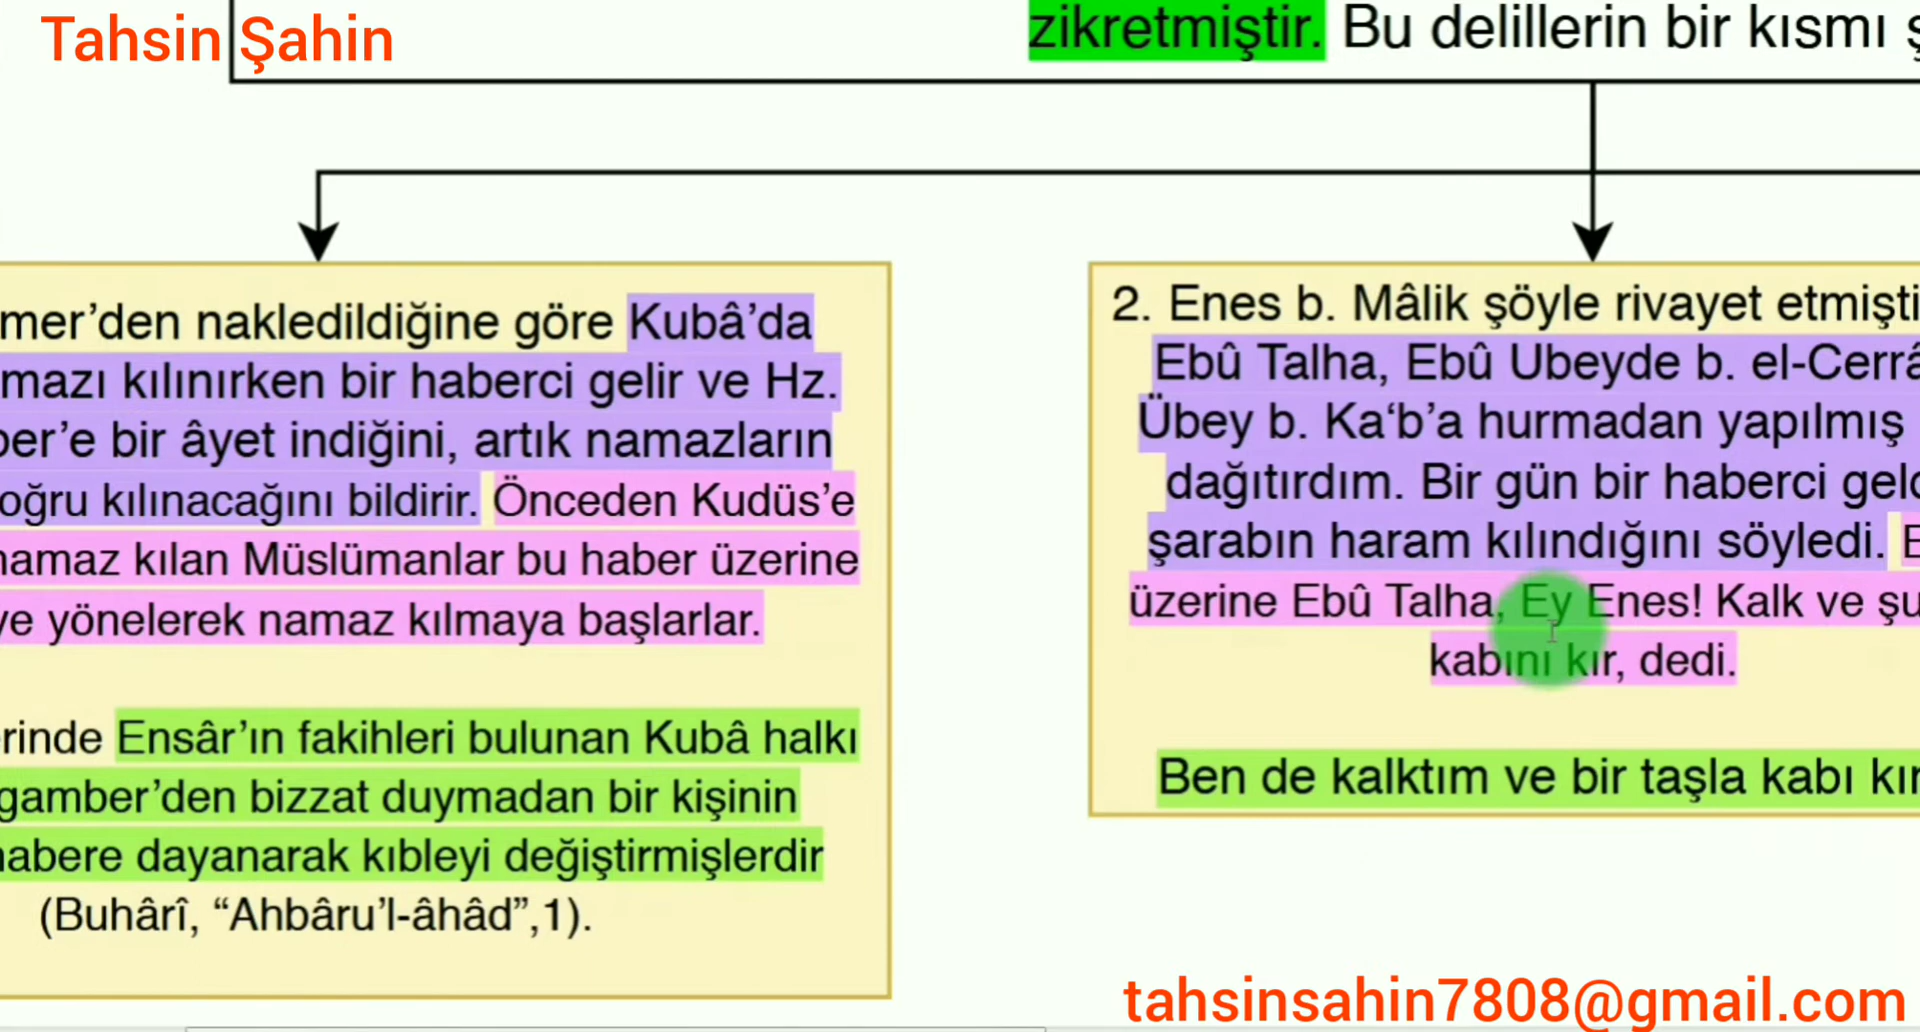 Tahsin Şahin
zikretmiştir. Bu delillerin bir kısmı
mer’den nakledildiğine göre Kubâ’da
mazı kılınırken bir haberci gelir ve Hz.
ber’e bir âyet indiğini, artık namazların
oğru kılınacağını bildirir. Önceden Kudüs’e
namaz kılan Müslümanlar bu haber üzerine
ye yönelerek namaz kılmaya başlarlar.
rinde Ensâr’ın fakihleri bulunan Kubâ halkı
gamber’den bizzat duymadan bir kişinin
habere dayanarak kıbleyi değiştirmişlerdir
(Buhârî, “Ahbâru’l-âhâd”,1).
2. Enes b. Mâlik şöyle rivayet etmişti
Ebû Talha, Ebû Ubeyde b. el-Cerrâ
Übey b. Ka‘b’a hurmadan yapılmış
dağıtırdım. Bir gün bir haberci geld
şarabın haram kılındığını söyledi.
üzerine Ebû Talha, Ey Enes! Kalk ve şu
kabını kır, dedi.
Ben de kalktım ve bir taşla kabı kır
tahsinsahin7808@gmail.com